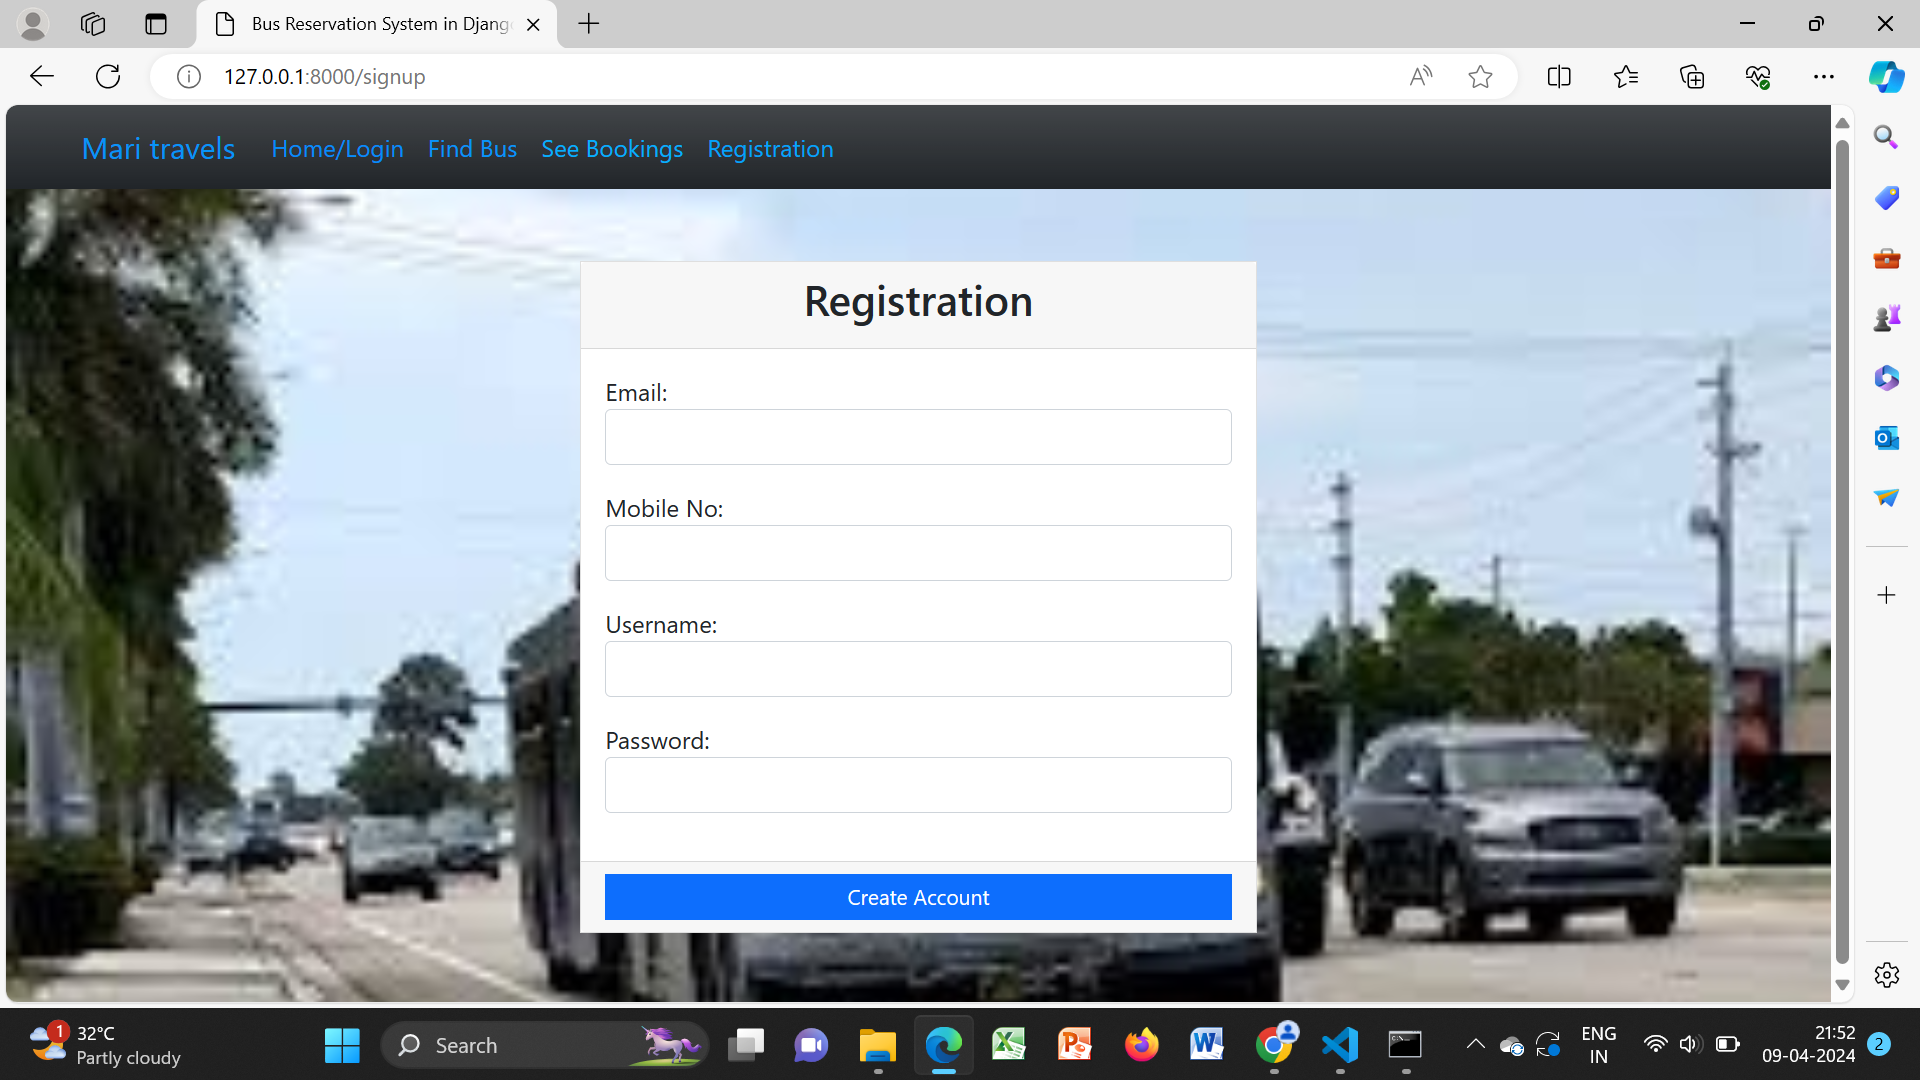 Bus Reservation System in Djang
127.0.0.1:8000/signup
Mari travels Home/Login Find Bus See Bookings Registration
Registration
Email:
Mobile No:
Username:
Password:
Create Account
1 32°C
Partly cloudy
Search
ENG
IN
21:52
09-04-2024
2